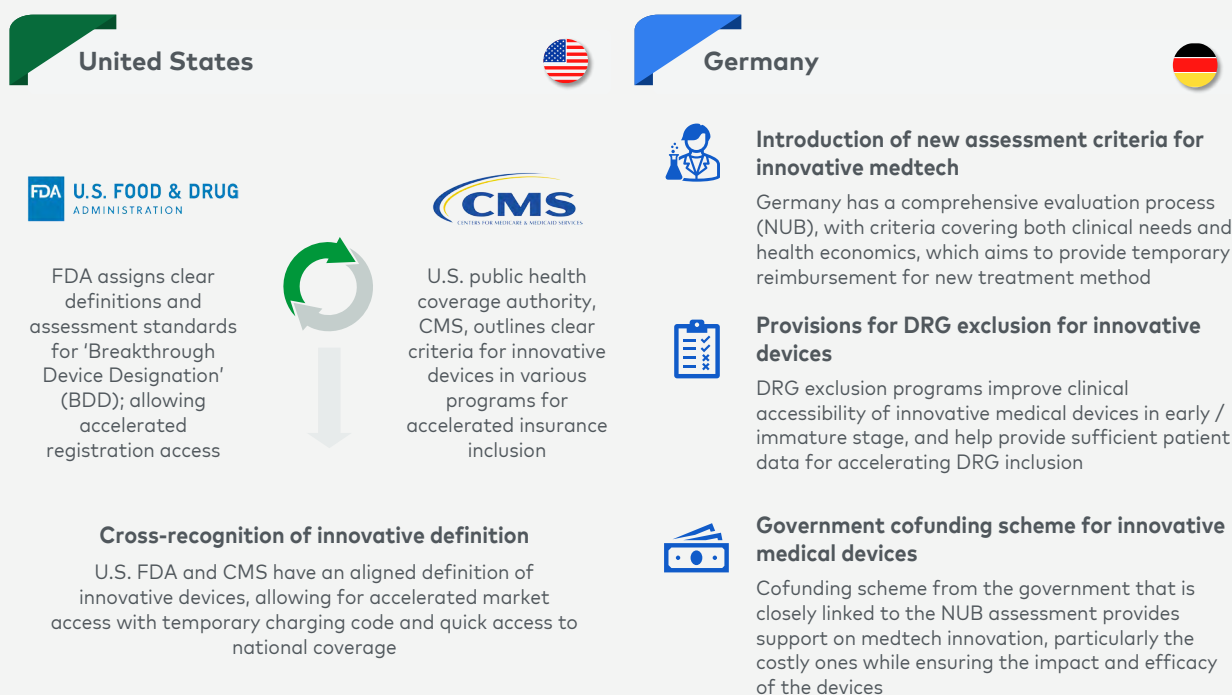 United States
FDA U.S. FOOD & DRUG
ADMINISTRATION
FDA assigns clear
definitions and
assessment standards
for ‘Breakthrough
Device Designation’
(BDD); allowing
accelerated
registration access
CMS
CENTERS FOR MEDICARE & MEDICAID SERVICES
U.S. public health
coverage authority,
CMS, outlines clear
criteria for innovative
devices in various
programs for
accelerated insurance
inclusion
Cross-recognition of innovative definition
U.S. FDA and CMS have an aligned definition of
innovative devices, allowing for accelerated market
access with temporary charging code and quick access to
national coverage
Germany
Introduction of new assessment criteria for
innovative medtech
Germany has a comprehensive evaluation process
(NUB), with criteria covering both clinical needs and
health economics, which aims to provide temporary
reimbursement for new treatment method
Provisions for DRG exclusion for innovative
devices
DRG exclusion programs improve clinical
accessibility of innovative medical devices in early /
immature stage, and help provide sufficient patient
data for accelerating DRG inclusion
Government cofunding scheme for innovative
medical devices
Cofunding scheme from the government that is
closely linked to the NUB assessment provides
support on medtech innovation, particularly the
costly ones while ensuring the impact and efficacy
of the devices